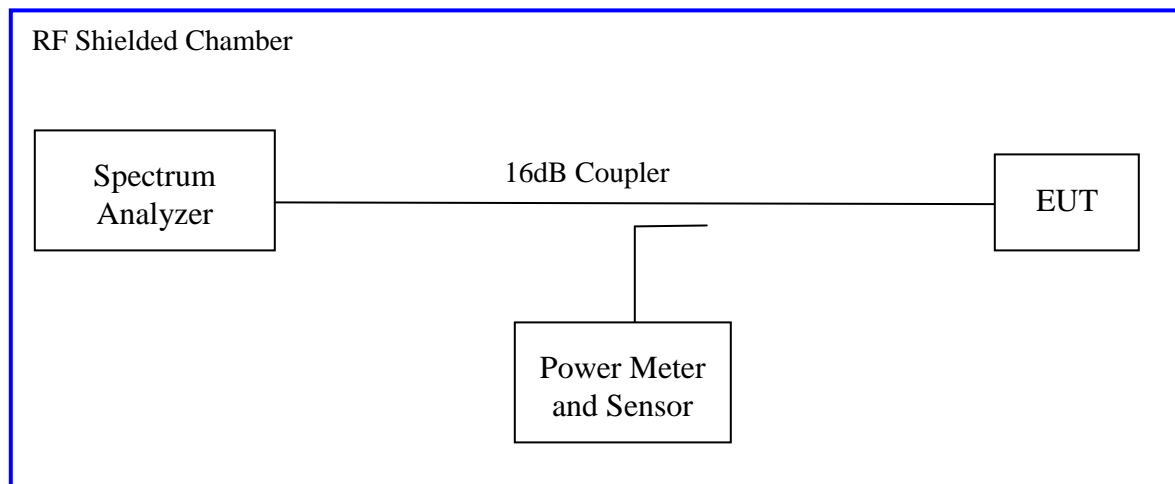 RF Shielded Chamber
Spectrum
Analyzer
16dB Coupler
EUT
Power Meter
and Sensor